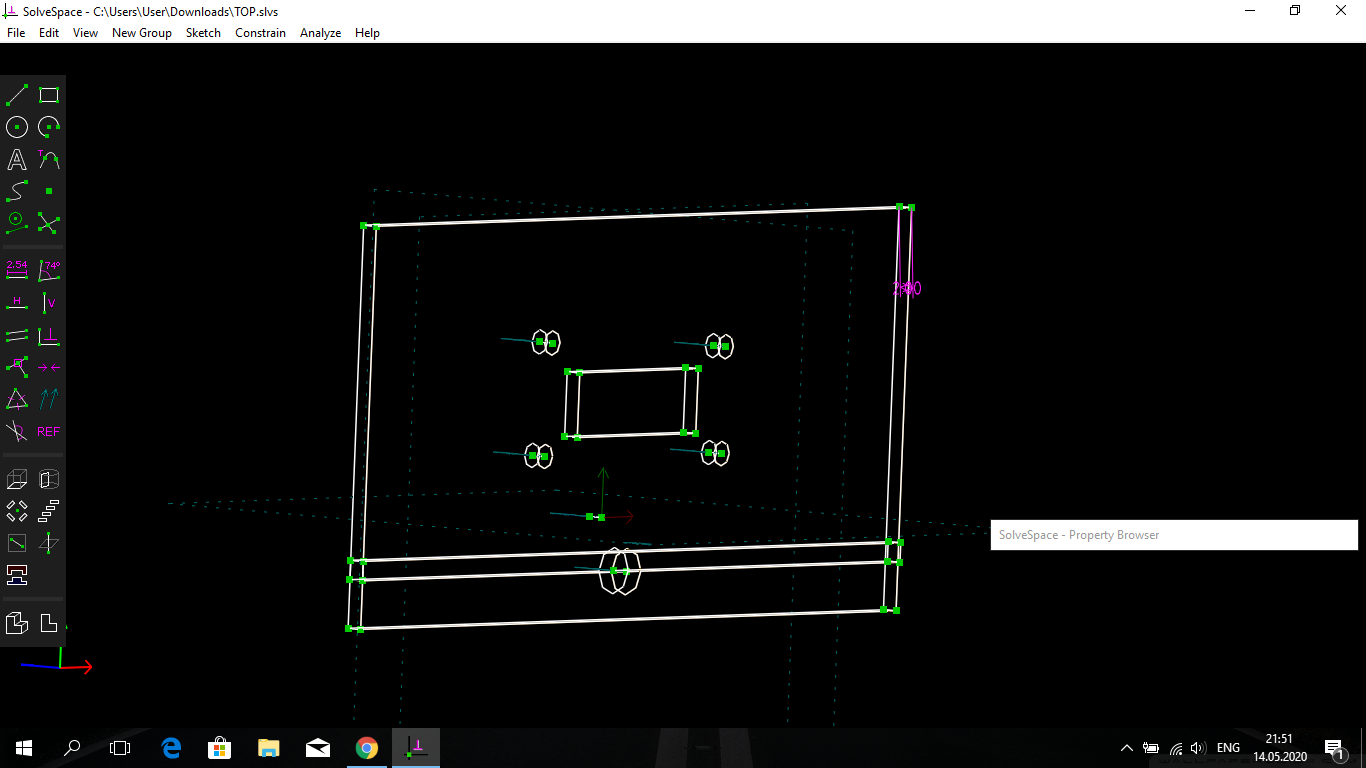 SolveSpace - C:\Users\User\Downloads\TOP.slvs
File Edit View New Group Sketch Constrain Analyze Help
A T
2.54 74°
H V
REF
SolveSpace - Property Browser
ENG
21:51
14.05.2020
1